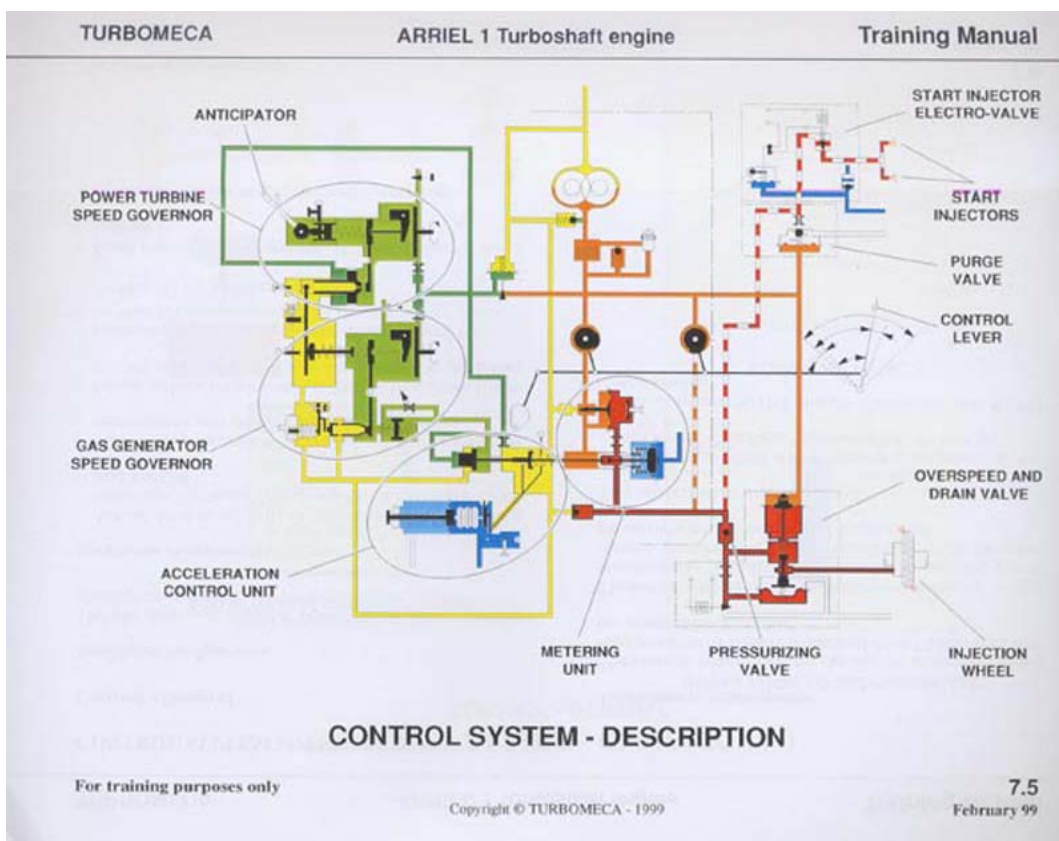 TURBOMECA
ARRIEL 1 Turboshaft engine
Training Manual
ANTICIPATOR
POWER TURBINE
SPEED GOVERNOR
GAS GENERATOR
SPEED GOVERNOR
ACCELERATION
CONTROL UNIT
METERING
UNIT
PRESSURIZING
VALVE
START INJECTOR
ELECTRO-VALVE
START
INJECTORS
PURGE
VALVE
CONTROL
LEVER
OVERSPEED AND
DRAIN VALVE
INJECTION
WHEEL
CONTROL SYSTEM - DESCRIPTION
For training purposes only
Copyright © TURBOMECA - 1999
7.5
February 99